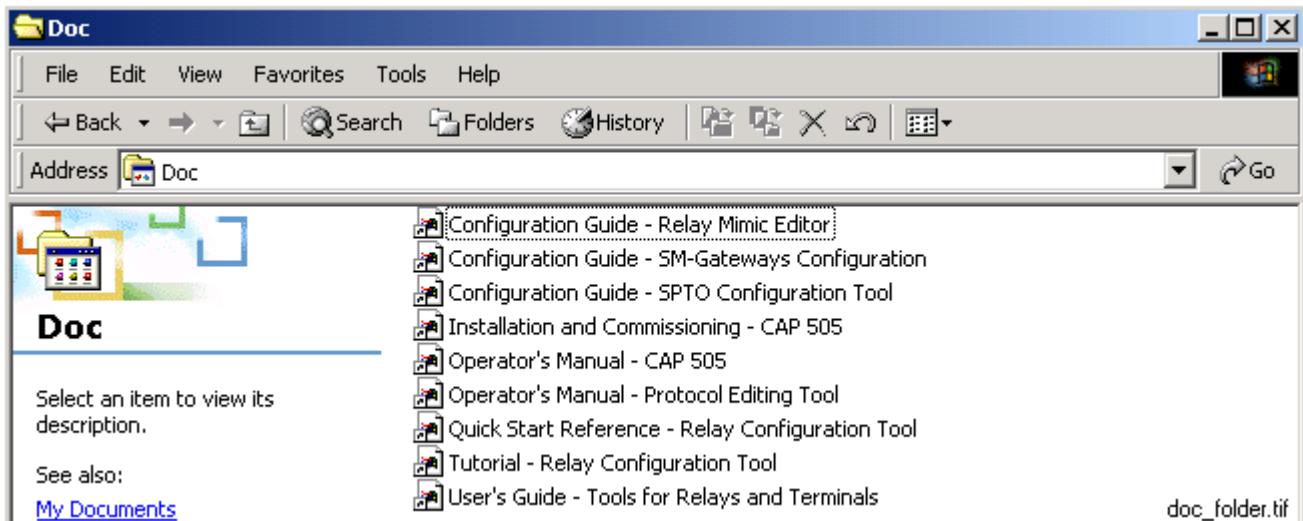 Doc
File Edit View Favorites Tools Help
Back Search Folders History
Address Doc Go
Configuration Guide - Relay Mimic Editor
Configuration Guide - SM-Gateways Configuration
Configuration Guide - SPTO Configuration Tool
Installation and Commissioning - CAP 505
Operator's Manual - CAP 505
Operator's Manual - Protocol Editing Tool
Quick Start Reference - Relay Configuration Tool
Tutorial - Relay Configuration Tool
User's Guide - Tools for Relays and Terminals
Doc
Select an item to view its
description.
See also:
My Documents
doc_folder.tif